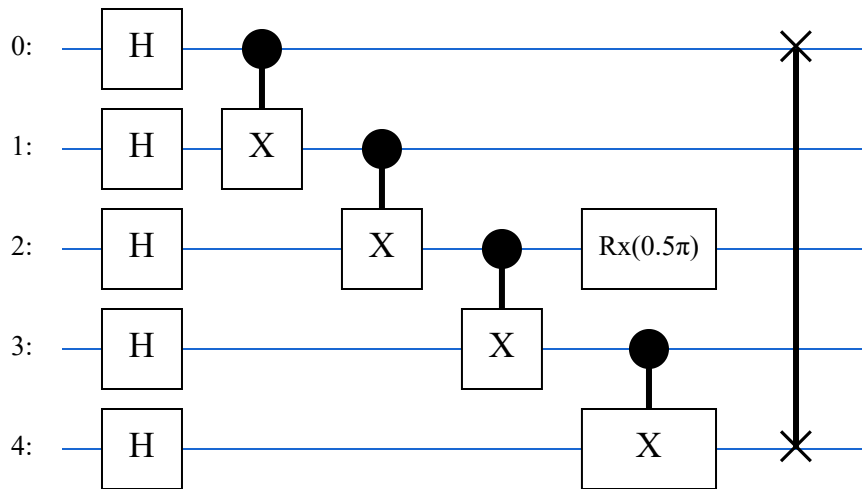 0: H
1: H X
2: H X Rx(0.5π)
3: H X
4: H X